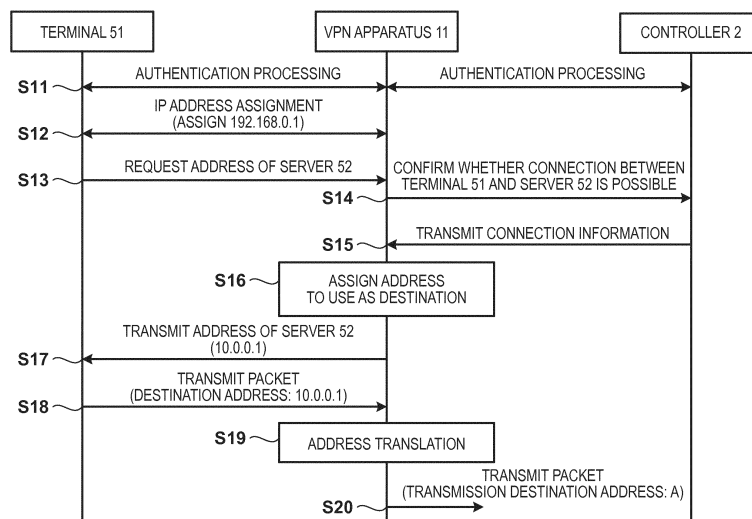 TERMINAL 51
VPN APPARATUS 11
CONTROLLER 2
S11
AUTHENTICATION PROCESSING
AUTHENTICATION PROCESSING
S12
IP ADDRESS ASSIGNMENT
(ASSIGN 192.168.0.1)
S13
REQUEST ADDRESS OF SERVER 52
CONFIRM WHETHER CONNECTION BETWEEN
TERMINAL 51 AND SERVER 52 IS POSSIBLE
S14
S15
TRANSMIT CONNECTION INFORMATION
S16
ASSIGN ADDRESS
TO USE AS DESTINATION
TRANSMIT ADDRESS OF SERVER 52
(10.0.0.1)
S17
TRANSMIT PACKET
(DESTINATION ADDRESS: 10.0.0.1)
S18
S19
ADDRESS TRANSLATION
TRANSMIT PACKET
(TRANSMISSION DESTINATION ADDRESS: A)
S20